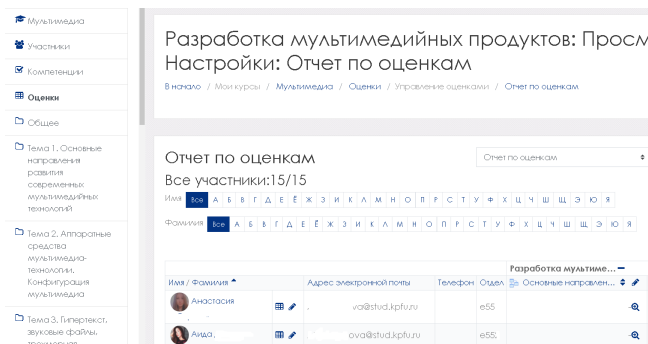 Мультимедиа
Участники
Компетенции
Оценки
Общее
Тема 1. Основные
направления
развития
современных
мультимедийных
технологий
Тема 2. Аппаратные
средства
мультимедиа-
технологии.
Конфигурация
мультимедиа
Тема 3. Гипертекст,
звуковые файлы,
Разработка мультимедийных продуктов: Просм
Настройки: Отчет по оценкам
В начало / Мои курсы / Мультимедиа / Оценки / Управление оценками / Отчет по оценкам
Отчет по оценкам
Отчет по оценкам
Все участники:15/15
Имя Все А Б В Г Д Е Ё Ж З И К Л М Н О П Р С Т У Ф Х Ц Ч Ш Щ Э Ю Я
Фамилия Все А Б В Г Д Е Ё Ж З И К Л М Н О П Р С Т У Ф Х Ц Ч Ш Щ Э Ю Я
Разработка мультиме...
Имя / Фамилия Адрес электронной почты Телефон Отдел Основные направлен...
Анастасия va@stud.kpfu.ru e55 -
Аида ova@stud.kpfu.ru e55; -